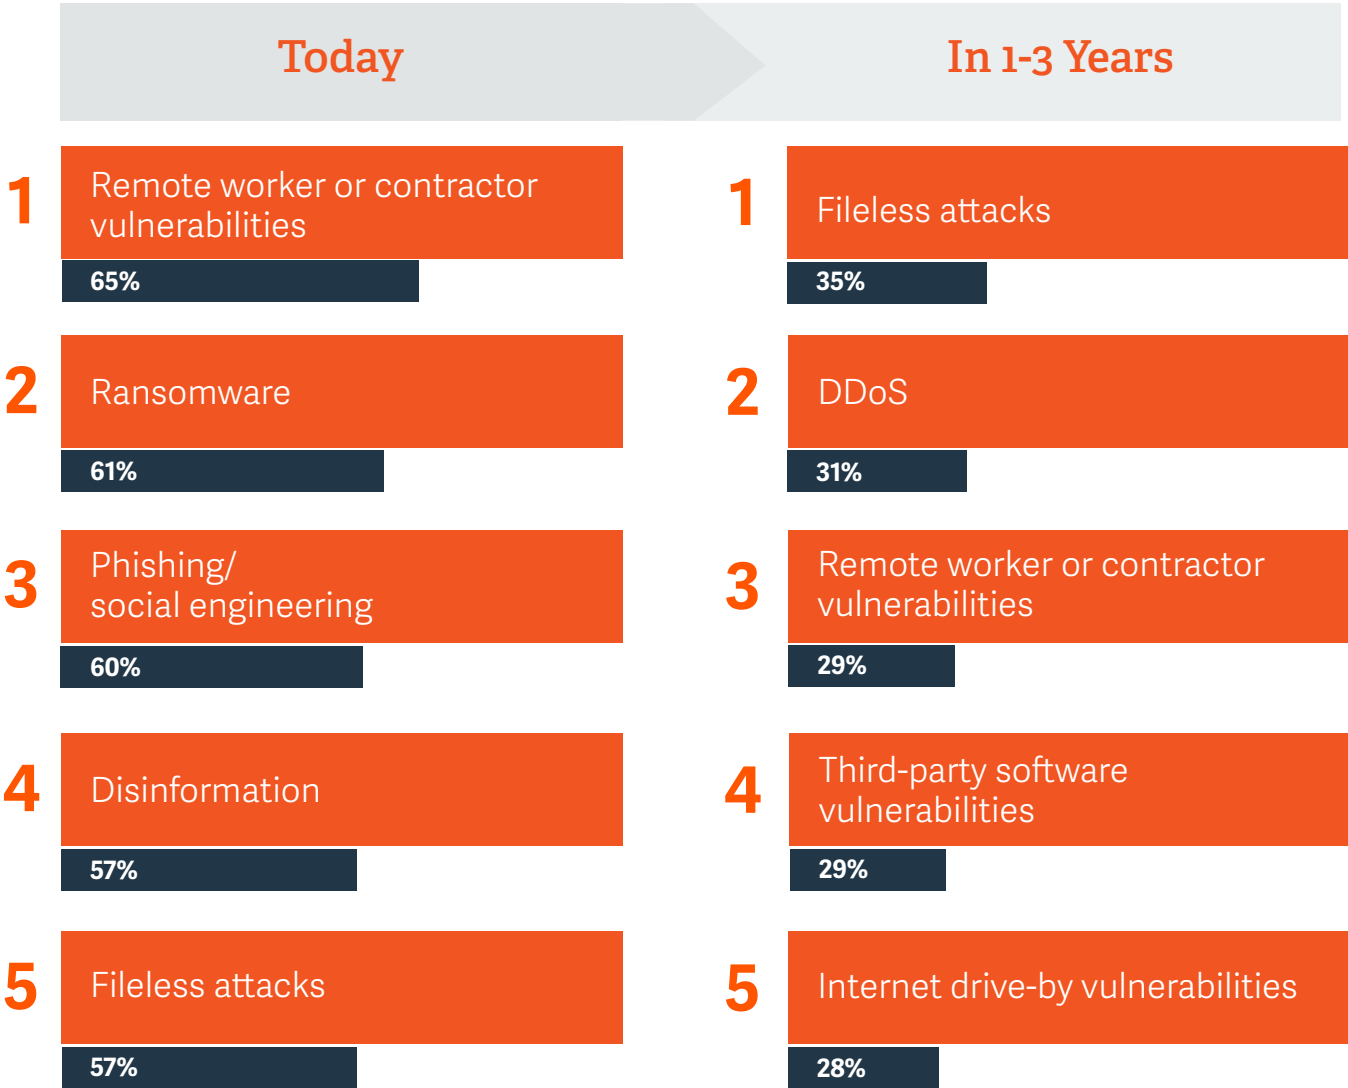 Today
In 1-3 Years
1
Remote worker or contractor
vulnerabilities
65%
2
Ransomware
61%
3
Phishing/
social engineering
60%
4
Disinformation
57%
5
Fileless attacks
57%
1
Fileless attacks
35%
2
DDoS
31%
3
Remote worker or contractor
vulnerabilities
29%
4
Third-party software
vulnerabilities
29%
5
Internet drive-by vulnerabilities
28%